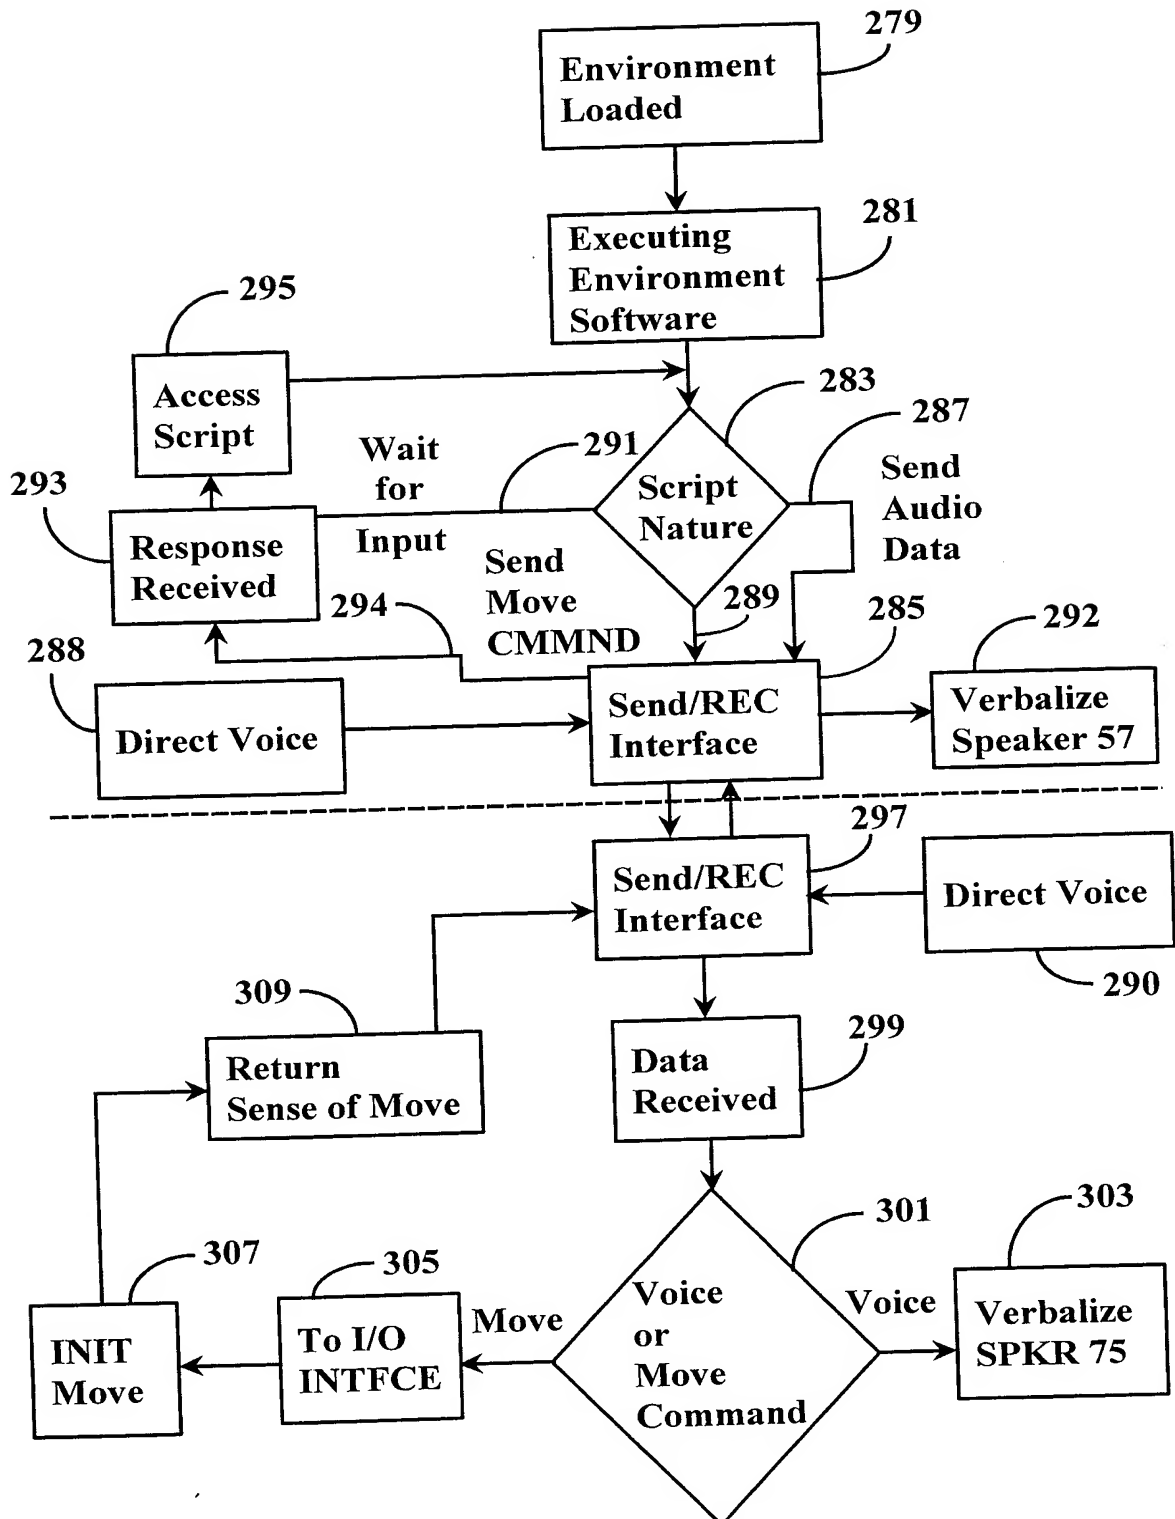 279
Environment
Loaded
281
Executing
Environment
Software
295
Access
Script
283
287
Wait
for
Input
291
Send
Audio
Data
Script
Nature
293
Response
Received
Send
Move
CMMND
294
289
285
292
288
Direct Voice
Send/REC
Interface
Verbalize
Speaker 57
297
Send/REC
Interface
Direct Voice
290
309
Return
Sense of Move
299
Data
Received
301
303
307
305
INIT
Move
To I/O
INTFCE
Move
Voice
or
Move
Command
Voice
Verbalize
SPKR 75